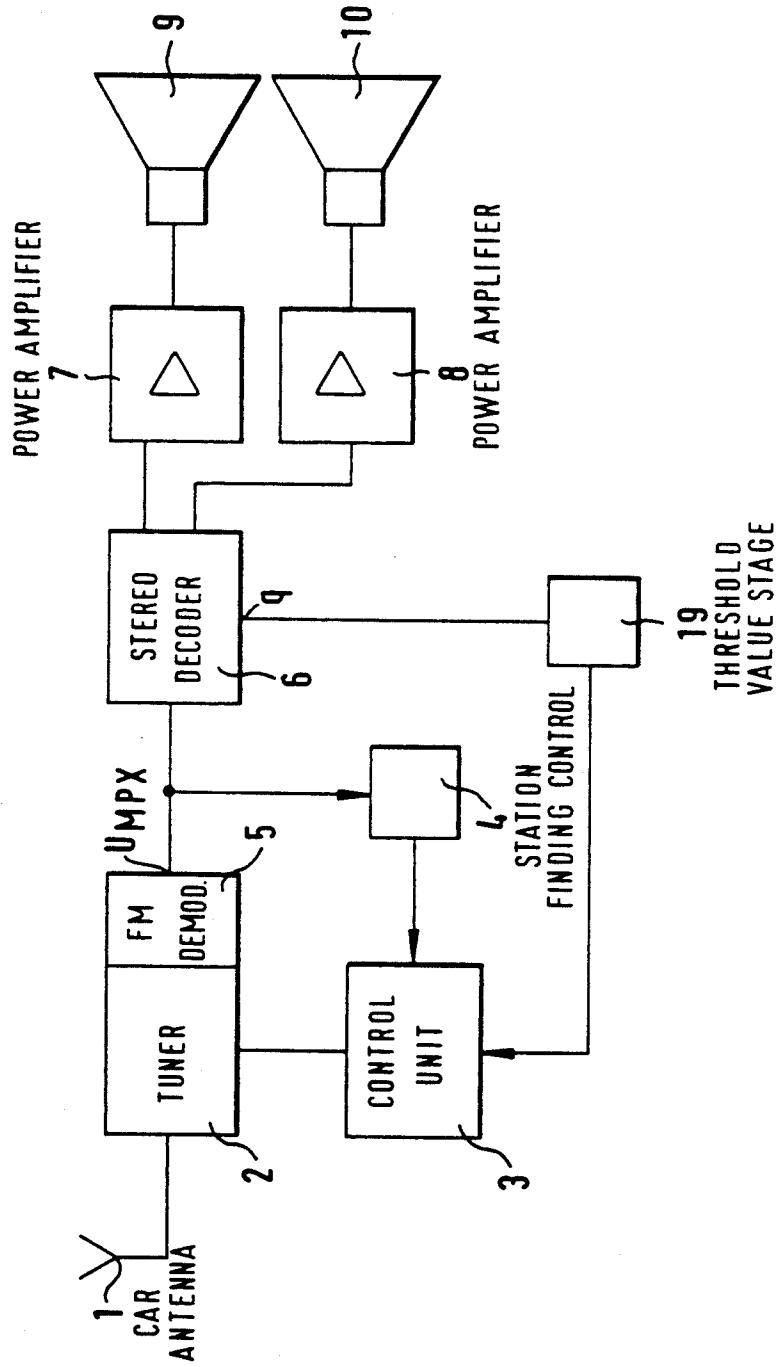 1
CAR
ANTENNA
2
TUNER
FM
DEMOD.
5
UMPX
CONTROL
UNIT
3
4
STATION
FINDING CONTROL
STEREO
DECODER
6
q
POWER AMPLIFIER
7
8
POWER AMPLIFIER
9
10
19
THRESHOLD
VALUE STAGE